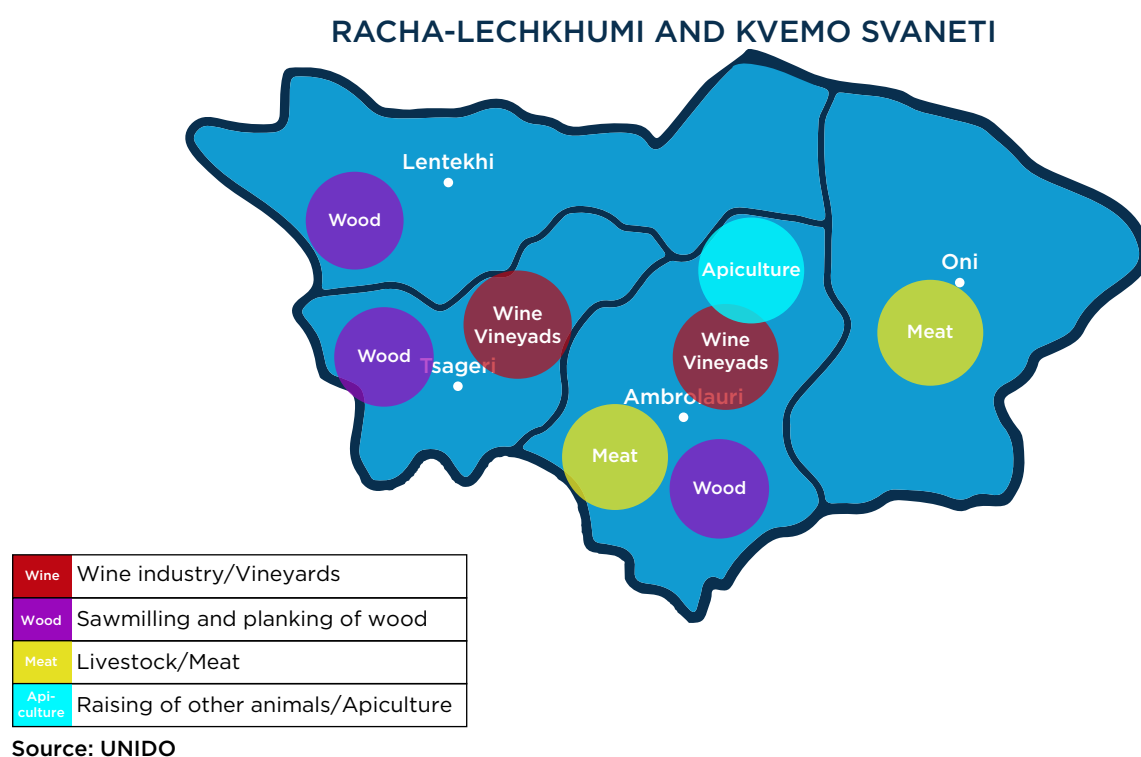 RACHA-LECHKHUMI AND KVEMO SVANETI
Lentekhi
Wood
Apiculture
Oni
Wine
Vineyads
Wood
Tsageri
Wine
Vineyads
Meat
Ambrolauri
Meat
Wood
Wine Wine industry/Vineyards
Wood Sawmilling and planking of wood
Meat Livestock/Meat
Api-
culture Raising of other animals/Apiculture
Source: UNIDO